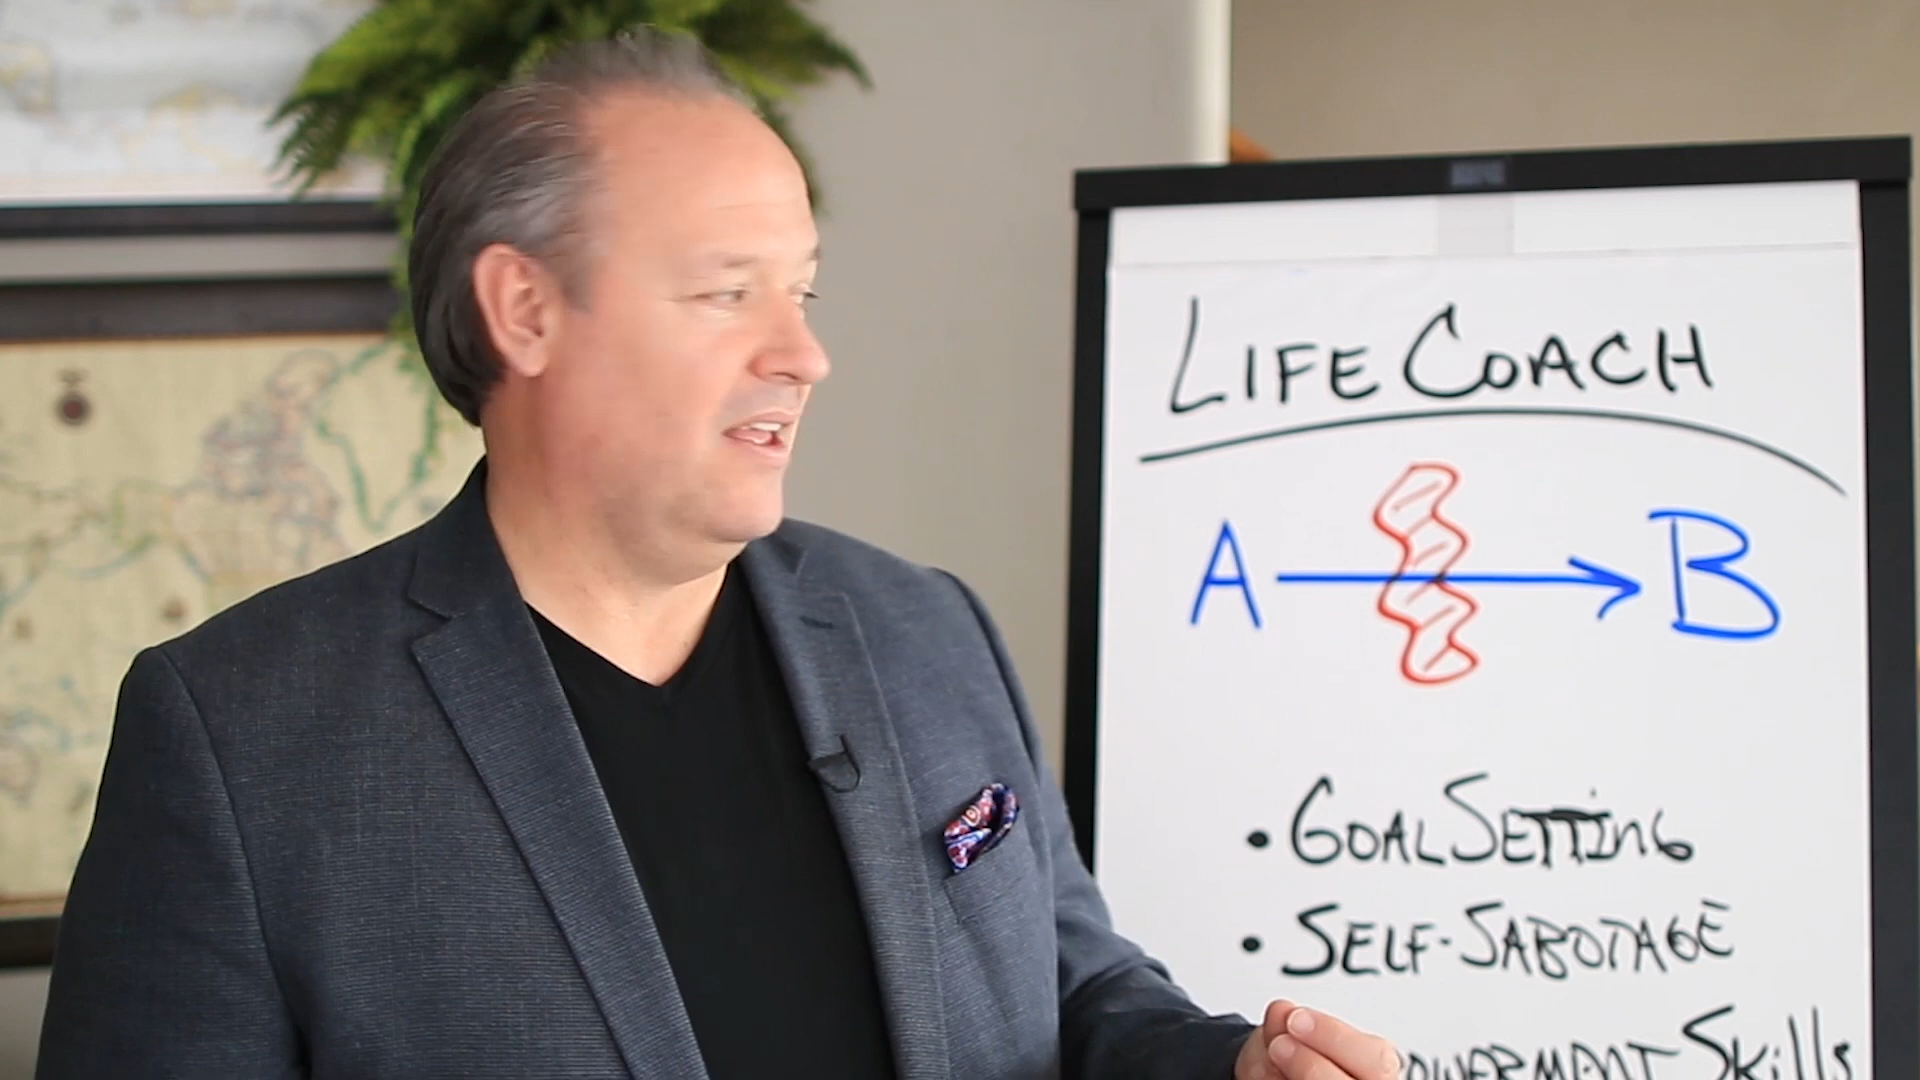 LIFE COACH
A B
• GOAL SETTING
• SELF-SABOTAGE
SKills